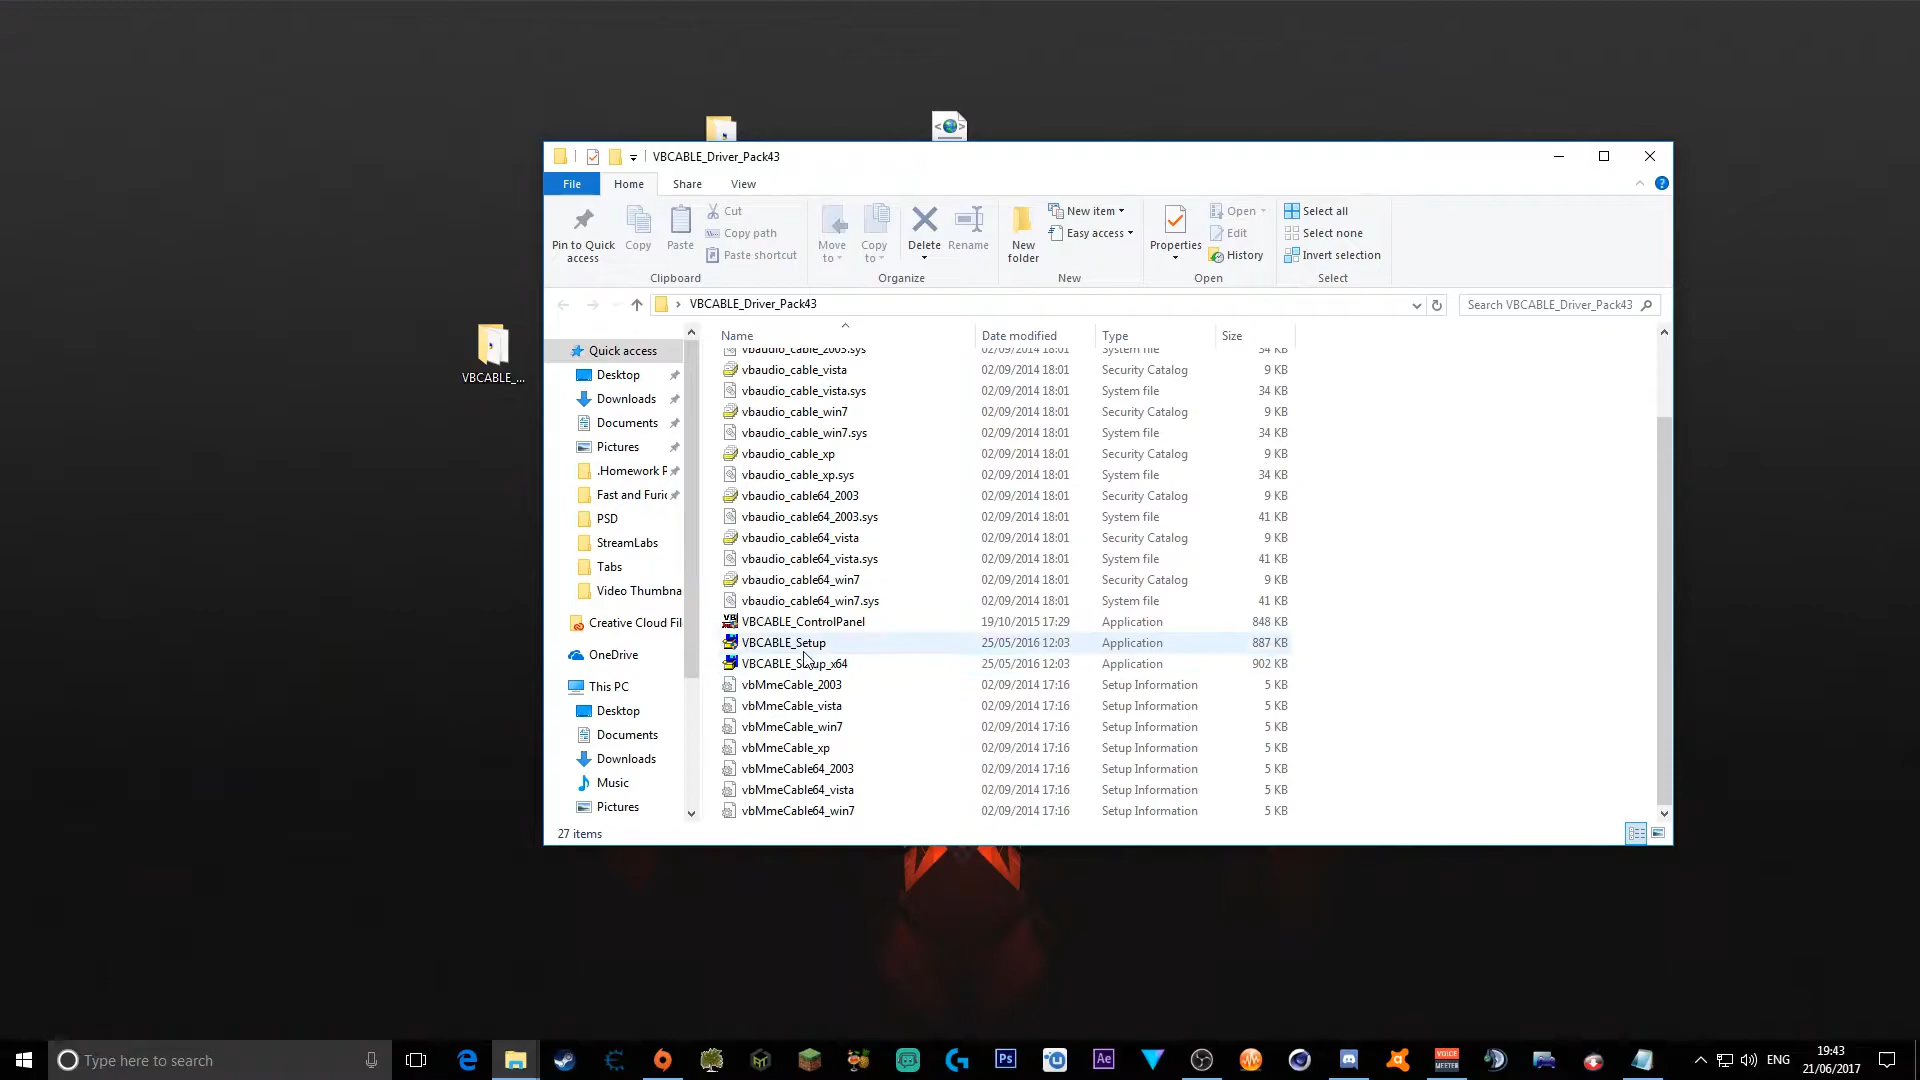 VBCABLE_Driver_Pack43
File
Home
Share
View
Pin to Quick access
Copy
Paste
Cut
Copy path
Paste shortcut
Clipboard
Move to
Copy to
Delete
Rename
Organize
New folder
New item
Easy access
New
Properties
Open
Edit
History
Open
Select all
Select none
Invert selection
Select
VBCABLE_Driver_Pack43
Search VBCABLE_Driver_Pack43
Quick access
Desktop
Downloads
Documents
Pictures
.Homework F
Fast and Furic
PSD
StreamLabs
Tabs
Video Thumbna
Creative Cloud Fil
OneDrive
This PC
Desktop
Documents
Downloads
Music
Pictures
Name Date modified Type Size
vbaudio_cable_2003.sys 02/09/2014 18:01 System file 34 KB
vbaudio_cable_vista 02/09/2014 18:01 Security Catalog 9 KB
vbaudio_cable_vista.sys 02/09/2014 18:01 System file 34 KB
vbaudio_cable_win7 02/09/2014 18:01 Security Catalog 9 KB
vbaudio_cable_win7.sys 02/09/2014 18:01 System file 34 KB
vbaudio_cable_xp 02/09/2014 18:01 Security Catalog 9 KB
vbaudio_cable_xp.sys 02/09/2014 18:01 System file 34 KB
vbaudio_cable64_2003 02/09/2014 18:01 Security Catalog 9 KB
vbaudio_cable64_2003.sys 02/09/2014 18:01 System file 41 KB
vbaudio_cable64_vista 02/09/2014 18:01 Security Catalog 9 KB
vbaudio_cable64_vista.sys 02/09/2014 18:01 System file 41 KB
vbaudio_cable64_win7 02/09/2014 18:01 Security Catalog 9 KB
vbaudio_cable64_win7.sys 02/09/2014 18:01 System file 41 KB
VBCABLE_ControlPanel 19/10/2015 17:29 Application 848 KB
VBCABLE_Setup 25/05/2016 12:03 Application 887 KB
VBCABLE_Setup_x64 25/05/2016 12:03 Application 902 KB
vbMmeCable_2003 02/09/2014 17:16 Setup Information 5 KB
vbMmeCable_vista 02/09/2014 17:16 Setup Information 5 KB
vbMmeCable_win7 02/09/2014 17:16 Setup Information 5 KB
vbMmeCable_xp 02/09/2014 17:16 Setup Information 5 KB
vbMmeCable64_2003 02/09/2014 17:16 Setup Information 5 KB
vbMmeCable64_vista 02/09/2014 17:16 Setup Information 5 KB
vbMmeCable64_win7 02/09/2014 17:16 Setup Information 5 KB
27 items
VBCABLE_...
Type here to search
Ps
Ae
VOICE MEETER
ENG
19:43
21/06/2017